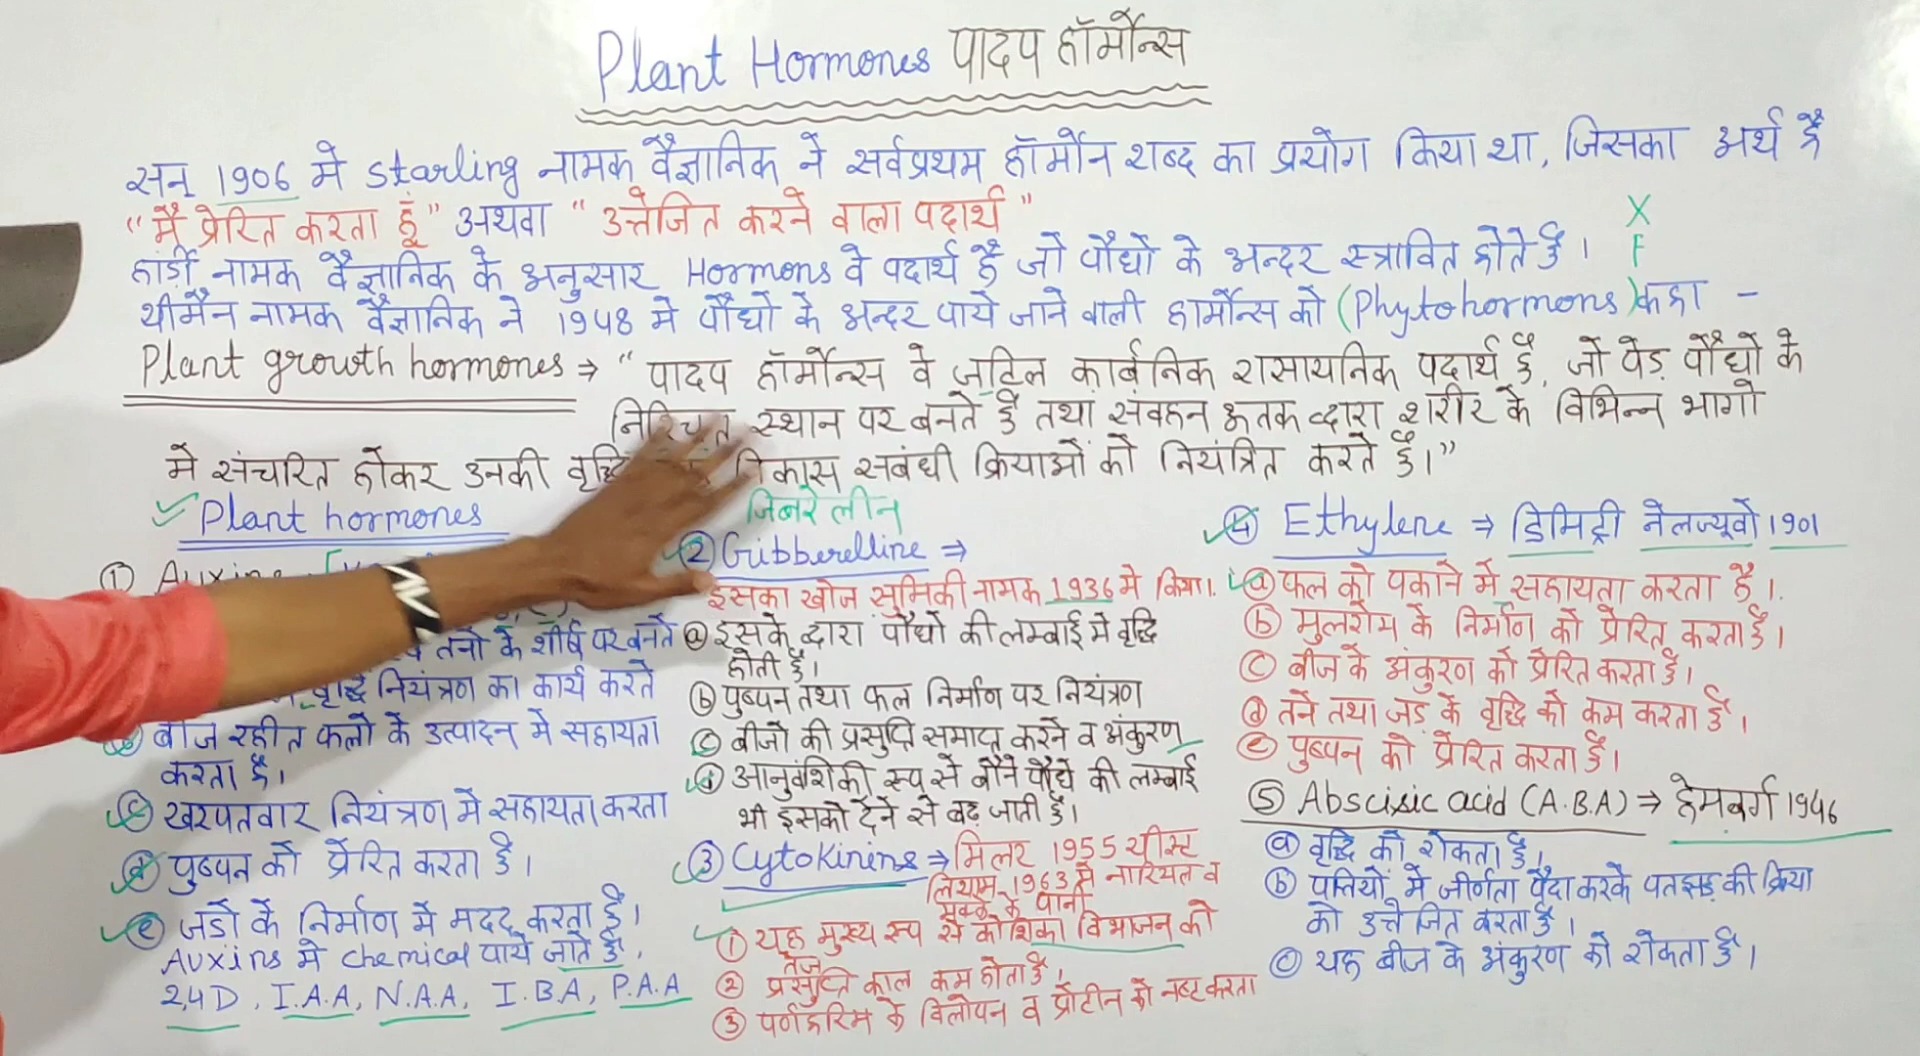 Plant Hormones पादप हॉर्मोन्स
सन् 1906 मे starling नामक वैज्ञानिक ने सर्वप्रथम हॉर्मोन शब्द का प्रयोग किया था, जिसका अर्थ है
"मै प्रेरित करता हूं" अथवा "उत्तेजित करने वाला पदार्थ"
X
हार्डी नामक वैज्ञानिक के अनुसार Hormons वे पदार्थ है जो पौधो के अन्दर स्त्रावित होते है।
F
थीमैन नामक वैज्ञानिक ने 1948 मे पौधो के अन्दर पाये जाने वाली हार्मोन्स को (Phytohormons) कहा -
Plant growth hormones ⇒ "पादप हॉर्मोन्स वे जटिल कार्बनिक रासायनिक पदार्थ है, जो पेड़ पौधो के
निश्चित स्थान पर बनते है तथा संवहन ऊतक द्वारा शरीर के विभिन्न भागो
मे संचरित होकर उनकी वृद्धि विकास सबंधी क्रियाओं को नियंत्रित करते है।"
Plant hormones
① Auxins
तनो के शीर्ष पर बनते
वृद्धि नियंत्रण का कार्य करते
ⓑ बीज रहीत फलो के उत्पादन मे सहायता
करता है।
ⓒ खरपतवार नियंत्रण मे सहायता करता
ⓓ पुष्पन को प्रेरित करता है।
ⓔ जडो के निर्माण मे मदद करता है।
Auxins मे chemical पाये जाते है,
2,4 D, I.A.A, N.A.A, I.B.A, P.A.A
जिबरेलीन
② Gibberelline ⇒
इसका खोज सुमिकी नामक 1936 मे किया।
ⓐ इसके द्वारा पौधो की लम्बाई मे वृद्धि
होती है।
ⓑ पुष्पन तथा फल निर्माण पर नियंत्रण
ⓒ बीजो की प्रसुप्ति समाप्त करने व अंकुरण
ⓓ आनुवंशिकी रूप से बौने पौधे की लम्बाई
भी इसको देने से बढ़ जाती है।
③ Cytokinins ⇒ मिलर 1955 यीस्ट
लियाम 1963 मे नारियल व
मक्के के पानी
① यह मुख्य रूप से कोशिका विभाजन को
तेज
② प्रसुप्ति काल कम होता है,
③ पर्णहरिम के विलोपन व प्रोटीन को नष्ट करता
④ Ethylene ⇒ डिमिट्री नेलज्यूवो 1901
ⓐ फल को पकाने मे सहायता करता है।
ⓑ मुलरोम के निर्माण को प्रेरित करता है।
ⓒ बीज के अंकुरण को प्रेरित करता है।
ⓓ तने तथा जड़ के वृद्धि को कम करता है।
ⓔ पुष्पन को प्रेरित करता है।
⑤ Abscisic acid (A.B.A) ⇒ हेमबर्ग 1946
ⓐ वृद्धि को रोकता है,
ⓑ पत्तियो मे जीर्णता पैदा करके पतझड़ की क्रिया
को उत्तेजित करता है।
ⓒ यह बीज के अंकुरण को रोकता है।